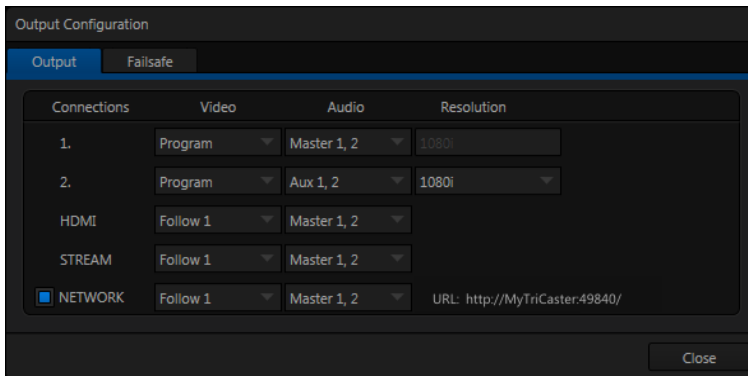 Output Configuration
Output Failsafe
Connections Video Audio Resolution
1. Program Master 1, 2 1080i
2. Program Aux 1, 2 1080i
HDMI Follow 1 Master 1, 2
STREAM Follow 1 Master 1, 2
NETWORK Follow 1 Master 1, 2 URL: http://MyTriCaster:49840/
Close